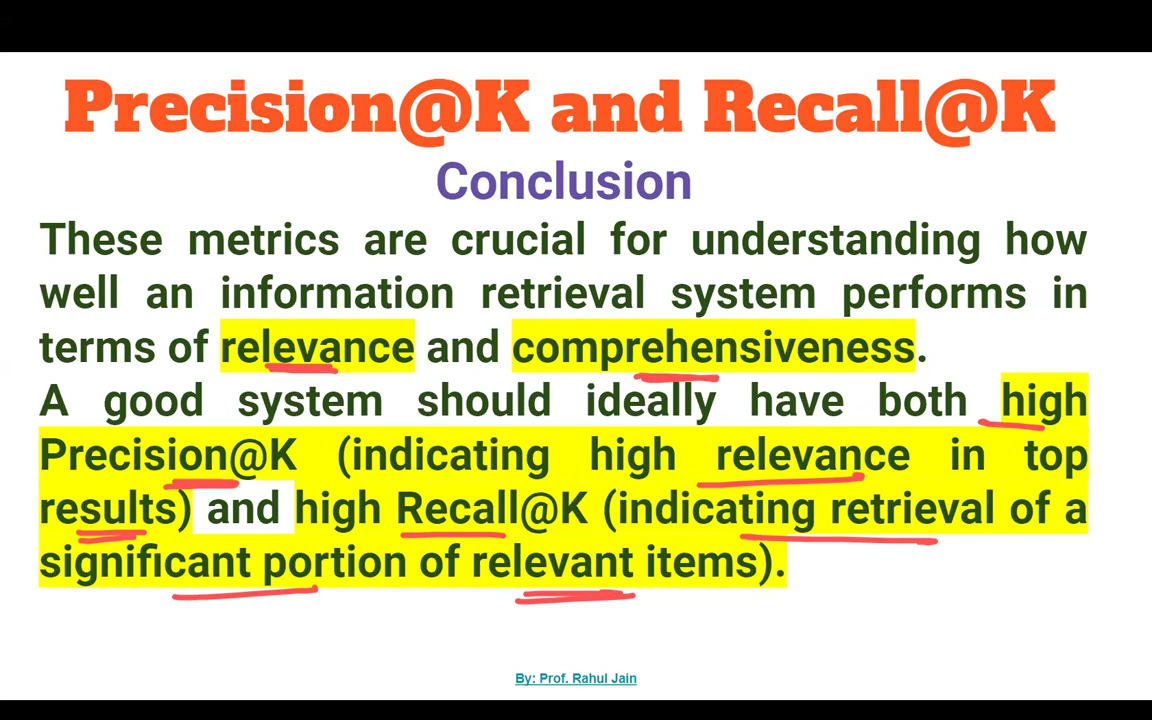 Precision@K and Recall@K
Conclusion
These metrics are crucial for understanding how
well an information retrieval system performs in
terms of relevance and comprehensiveness.
A good system should ideally have both high
Precision@K (indicating high relevance in top
results) and high Recall@K (indicating retrieval of a
significant portion of relevant items).
By: Prof. Rahul Jain